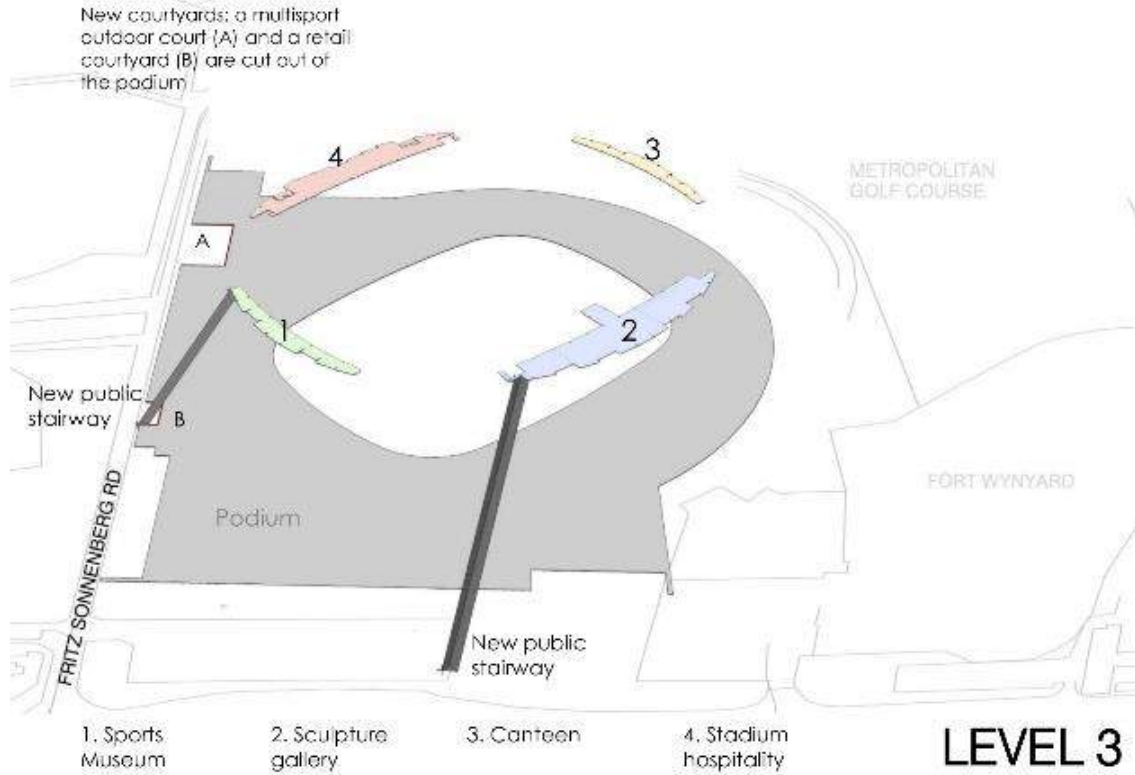 New courtyards: a multisport
outdoor court (A) and a retail
courtyard (B) are cut out of
the podium
4
3
METROPOLITAN
GOLF COURSE
A
1
2
New public
stairway
B
FORT WYNYARD
Podium
FRITZ SONNENBERG RD
New public
stairway
1. Sports
Museum
2. Sculpture
gallery
3. Canteen
4. Stadium
hospitality
LEVEL 3